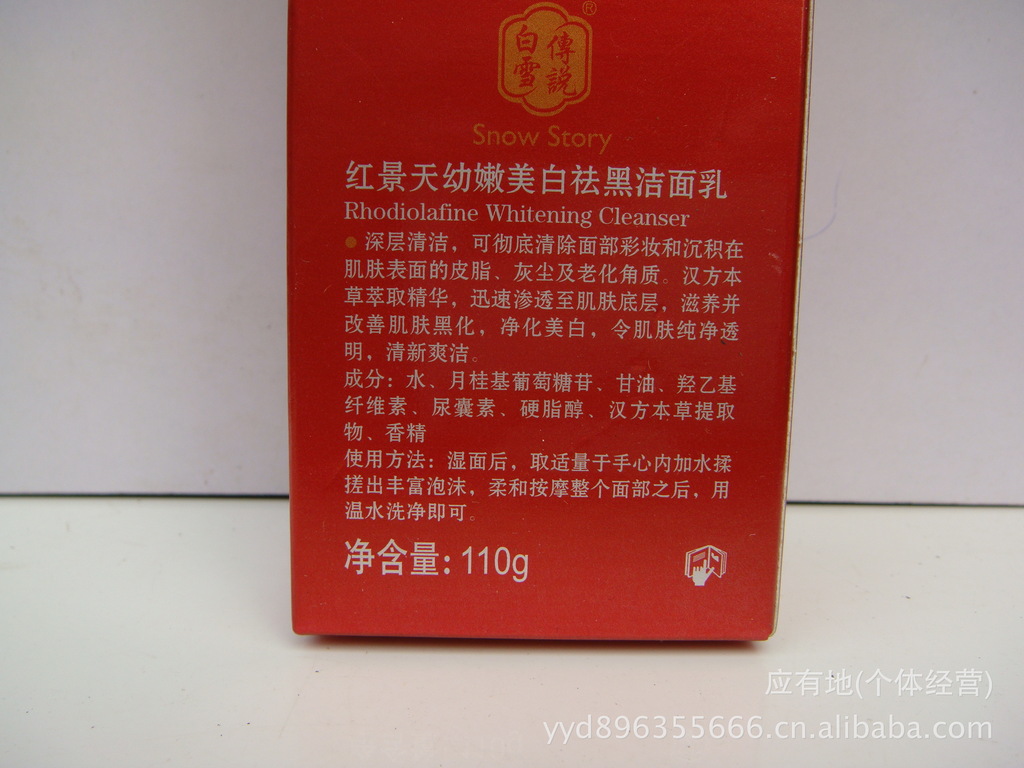 白雪
傳說
®
Snow Story
红景天幼嫩美白祛黑洁面乳
Rhodiolafine Whitening Cleanser
● 深层清洁，可彻底清除面部彩妆和沉积在
肌肤表面的皮脂、灰尘及老化角质。汉方本
草萃取精华，迅速渗透至肌肤底层，滋养并
改善肌肤黑化，净化美白，令肌肤纯净透
明，清新爽洁。
成分：水、月桂基葡萄糖苷、甘油、羟乙基
纤维素、尿囊素、硬脂醇、汉方本草提取
物、香精
使用方法：湿面后，取适量于手心内加水揉
搓出丰富泡沫，柔和按摩整个面部之后，用
温水洗净即可。
净含量：110g
应有地(个体经营)
yyd896355666.cn.alibaba.com